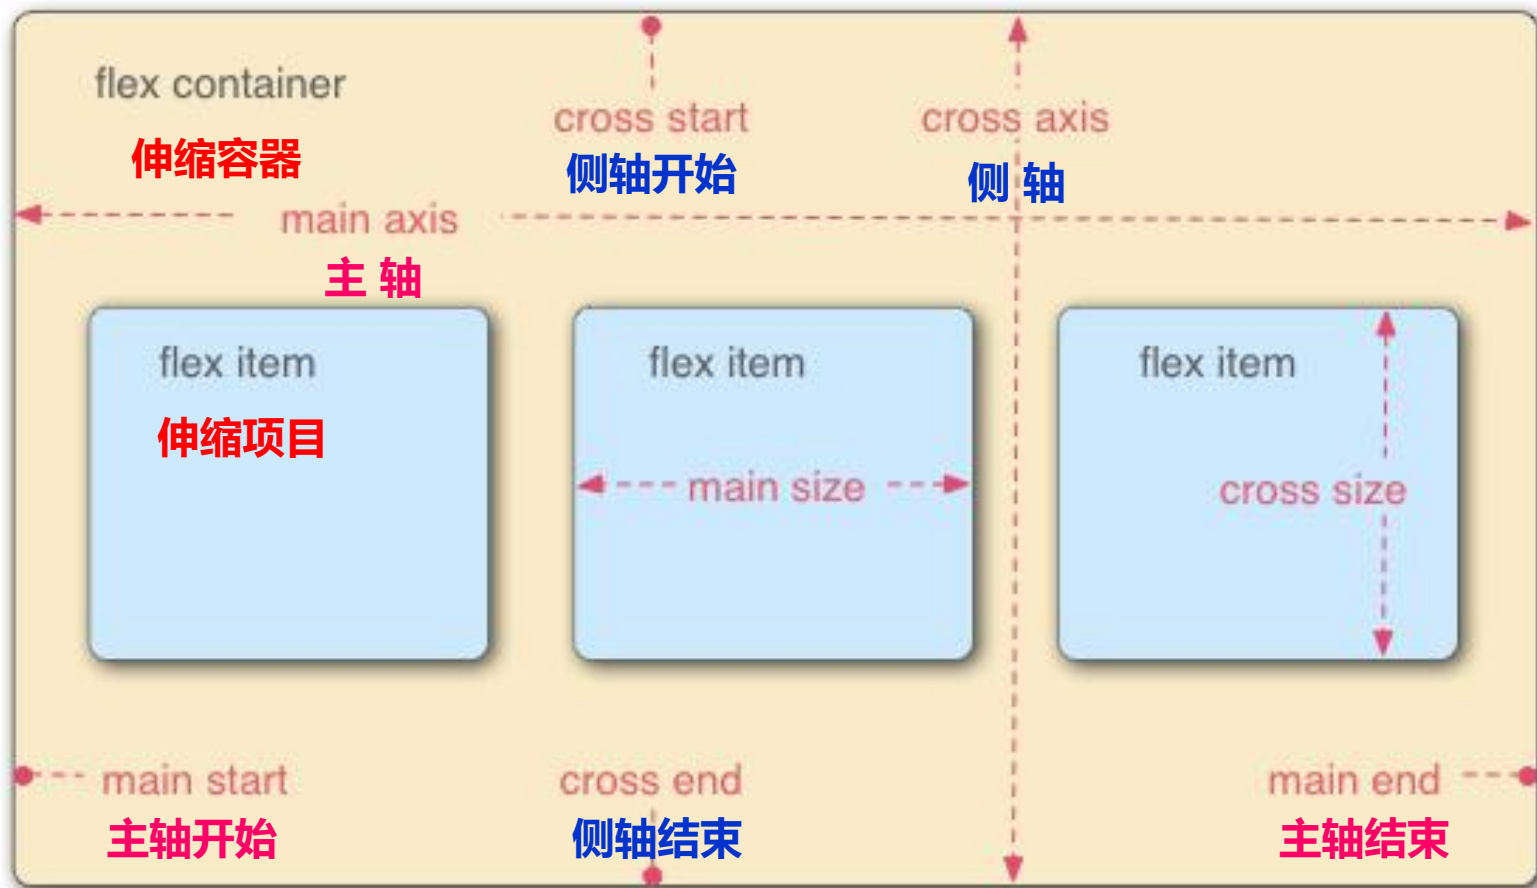 flex container
伸缩容器
cross start
侧轴开始
cross axis
侧 轴
main axis
主 轴
flex item
伸缩项目
flex item
main size
flex item
cross size
main start
主轴开始
cross end
侧轴结束
main end
主轴结束